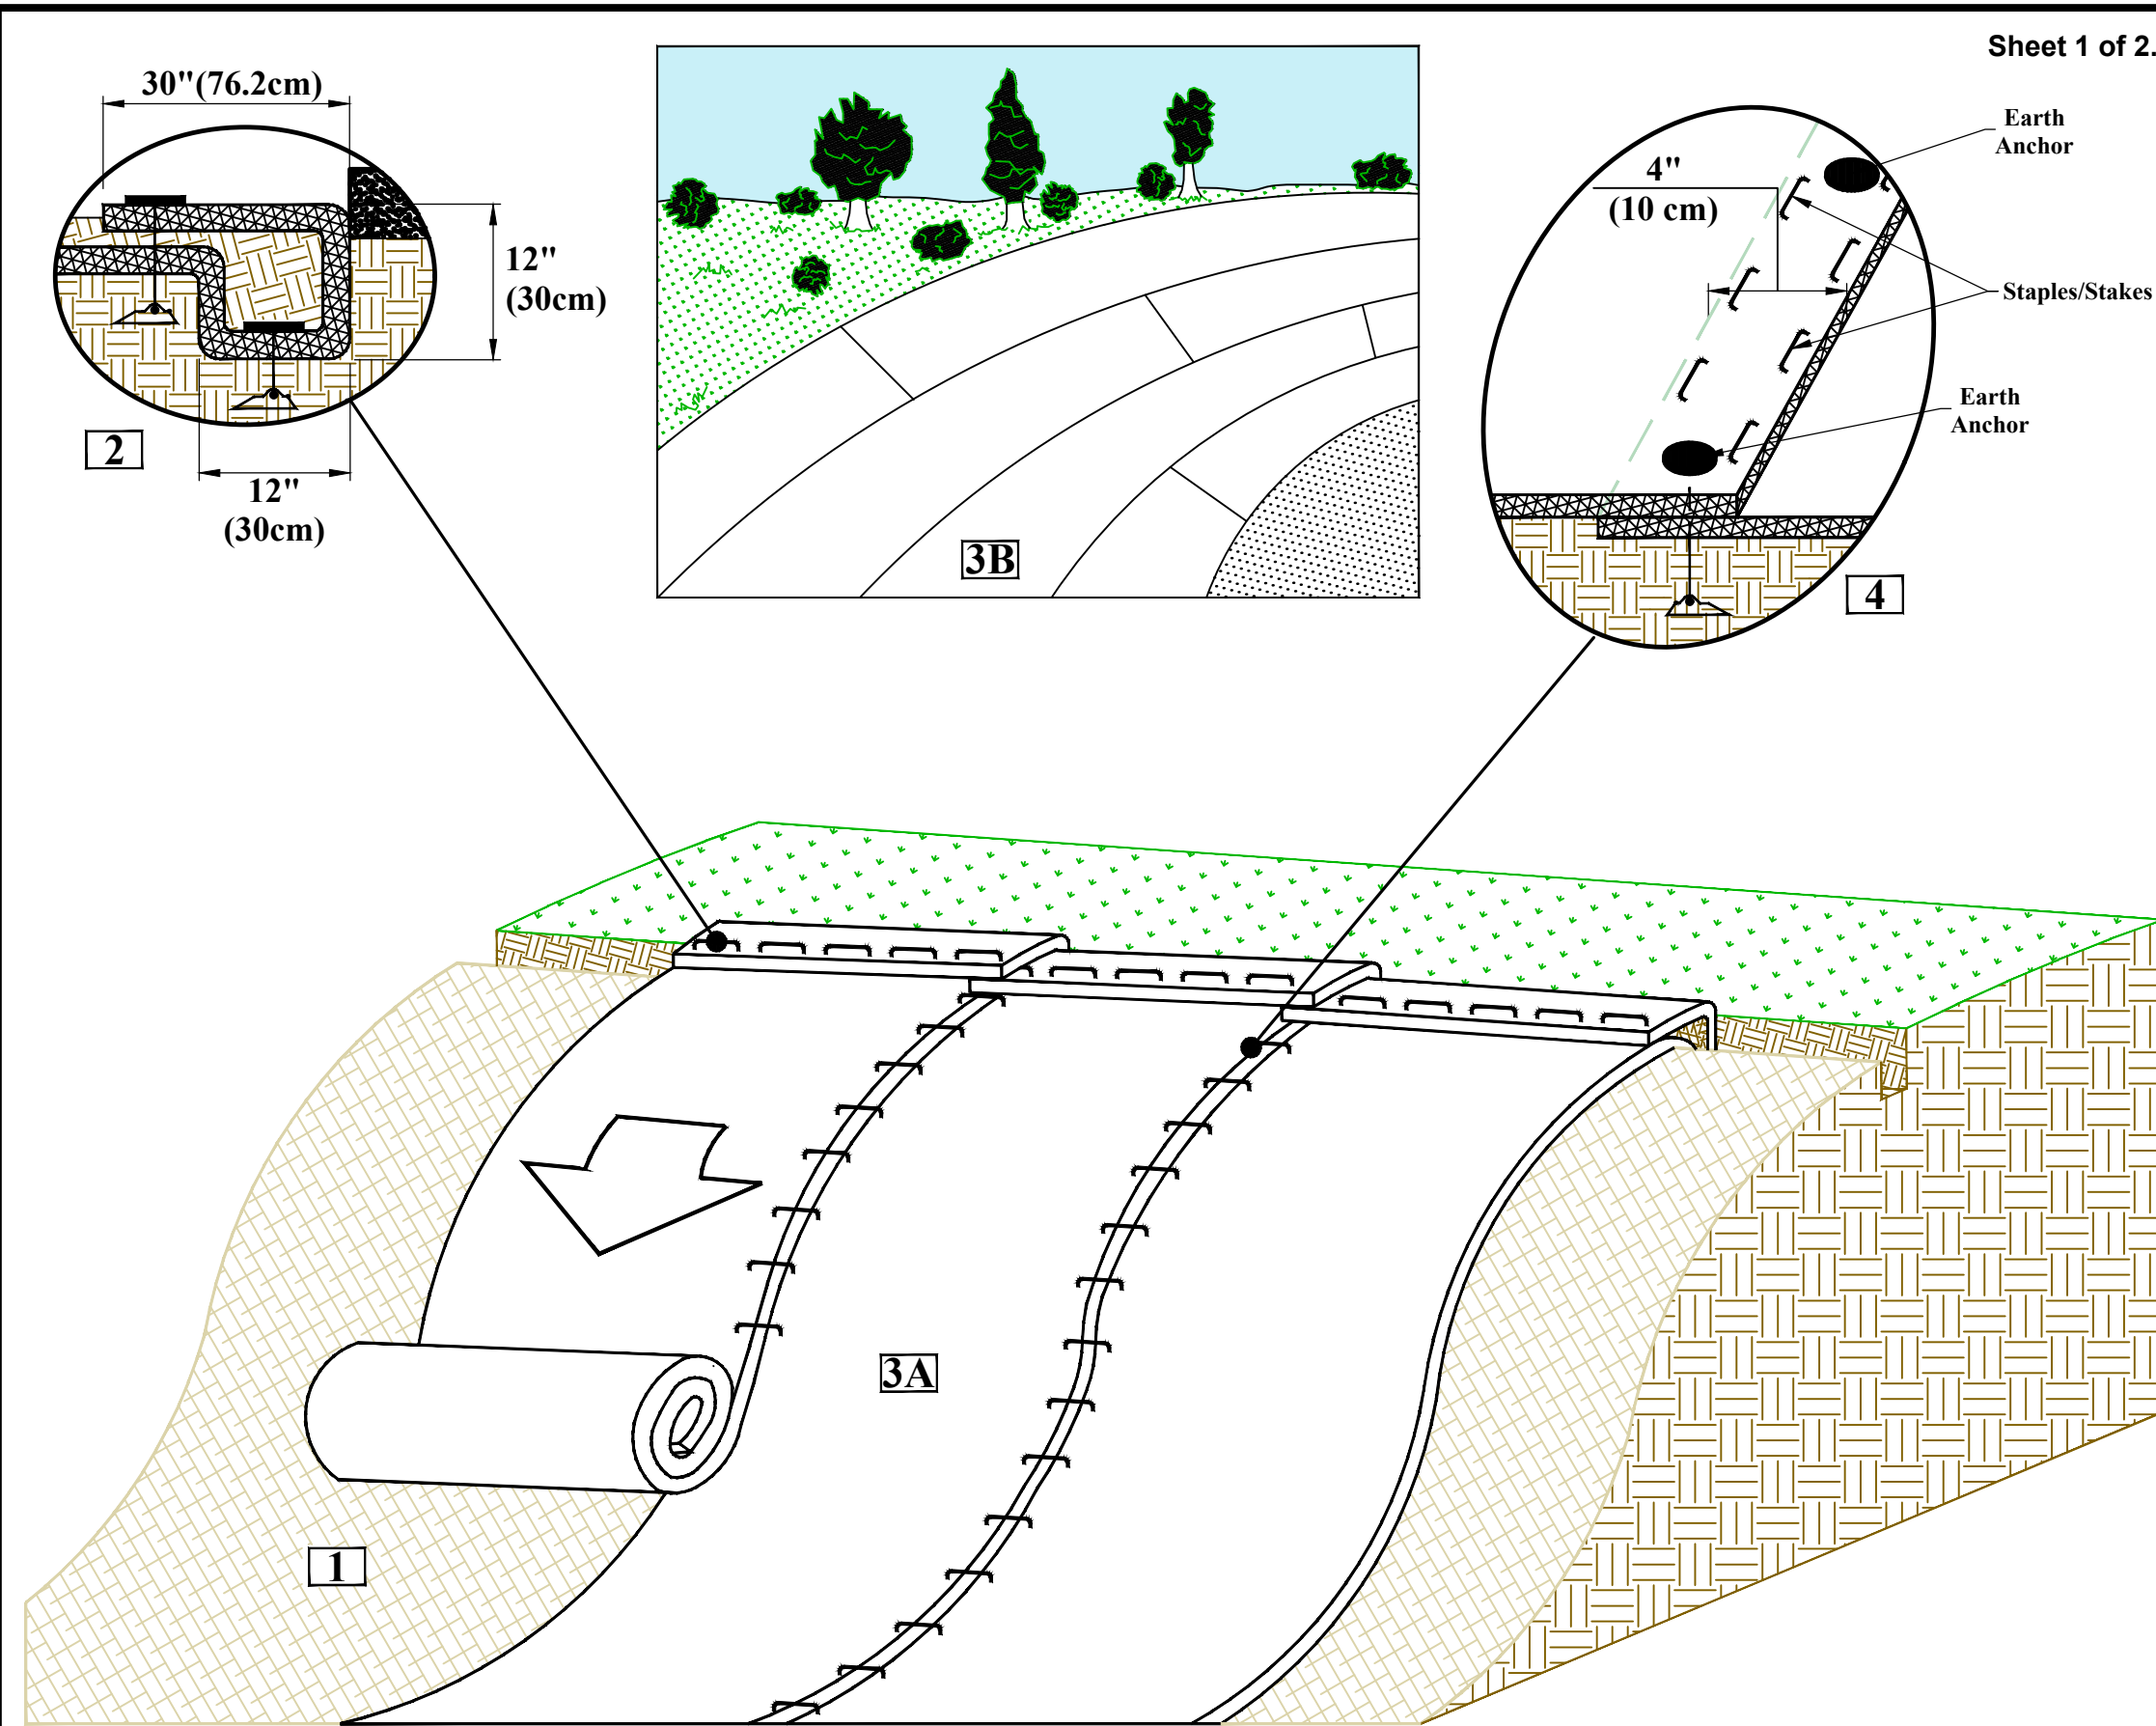 Sheet 1 of 2.
30"(76.2cm)
12"
(30cm)
2
12"
(30cm)
3B
4"
(10 cm)
Earth
Anchor
Staples/Stakes
Earth
Anchor
4
3A
1